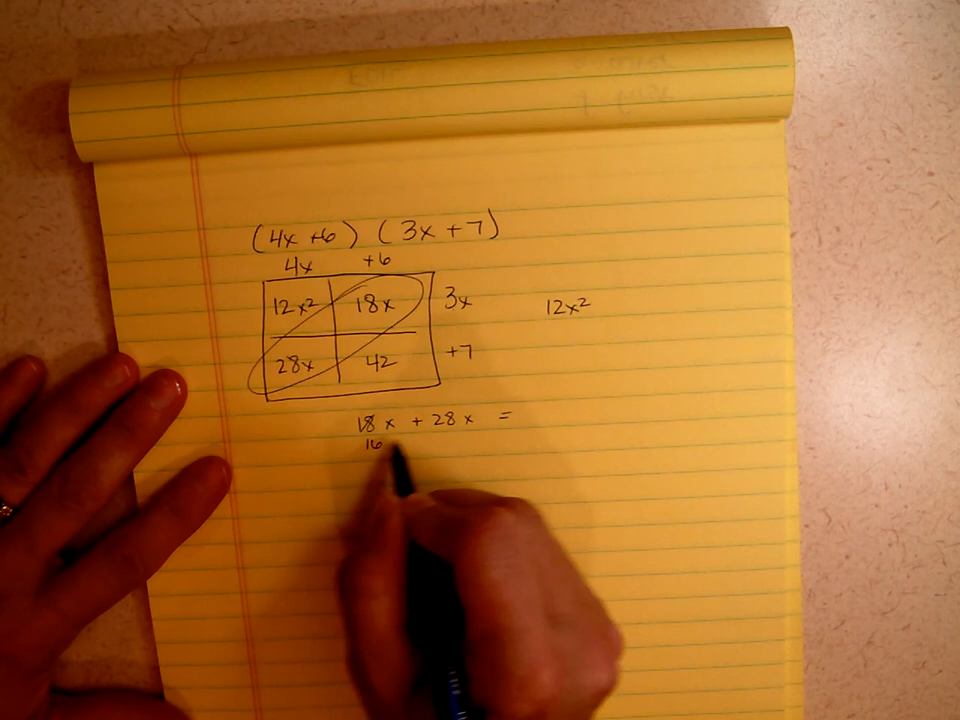 (4x +6) (3x + 7)
4x +6
12x² 18x 3x 12x²
28x 42 +7
18x + 28x =
16